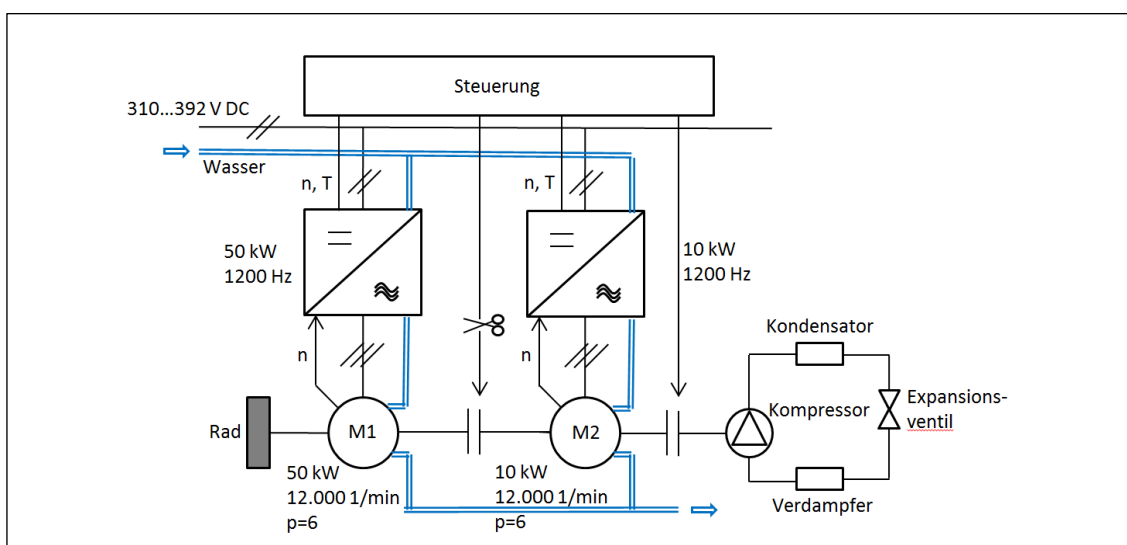 Steuerung
310...392 V DC
Wasser
n, T
n, T
50 kW
1200 Hz
10 kW
1200 Hz
n
n
Kondensator
Rad
M1
M2
Kompressor
Expansions-
ventil
Verdampfer
50 kW
12.000 1/min
p=6
10 kW
12.000 1/min
p=6